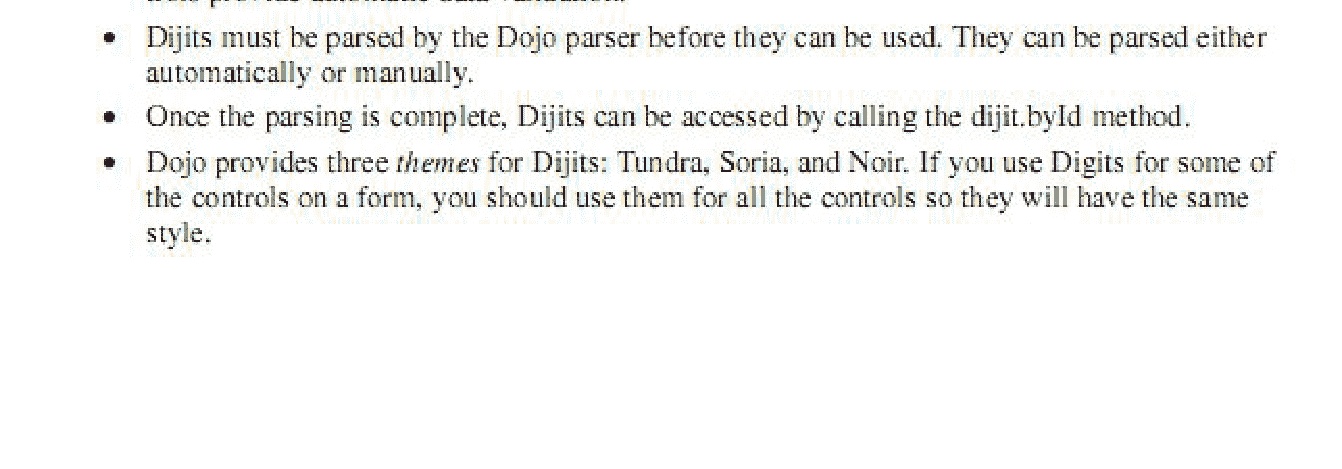 • Dijits must be parsed by the Dojo parser before they can be used. They can be parsed either
automatically or manually.
• Once the parsing is complete, Dijits can be accessed by calling the dijit.byId method.
• Dojo provides three themes for Dijits: Tundra, Soria, and Noir. If you use Digits for some of
the controls on a form, you should use them for all the controls so they will have the same
style.